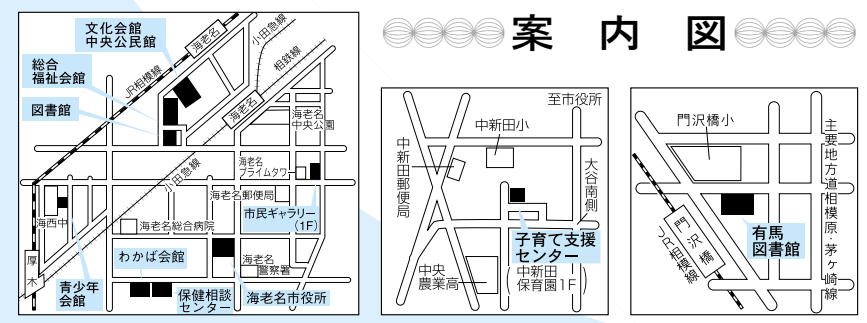 案内図
文化会館
中央公民館
総合
福祉会館
図書館
JR相模線
海老名
小田急線
相鉄線
海老名
海老名
中央公園
小田急線
海老名
プライムタワー
海老名郵便局
市民ギャラリー
(1F)
海西中
海老名総合病院
厚木
わかば会館
海老名
警察署
青少年
会館
保健相談
センター
海老名市役所
至市役所
中新田小
中新田郵便局
大谷南側
子育て支援
センター
(中新田
保育園1F)
中央
農業高
門沢橋小
主要地方道相模原・茅ヶ崎線
門沢橋
JR相模線
有馬
図書館